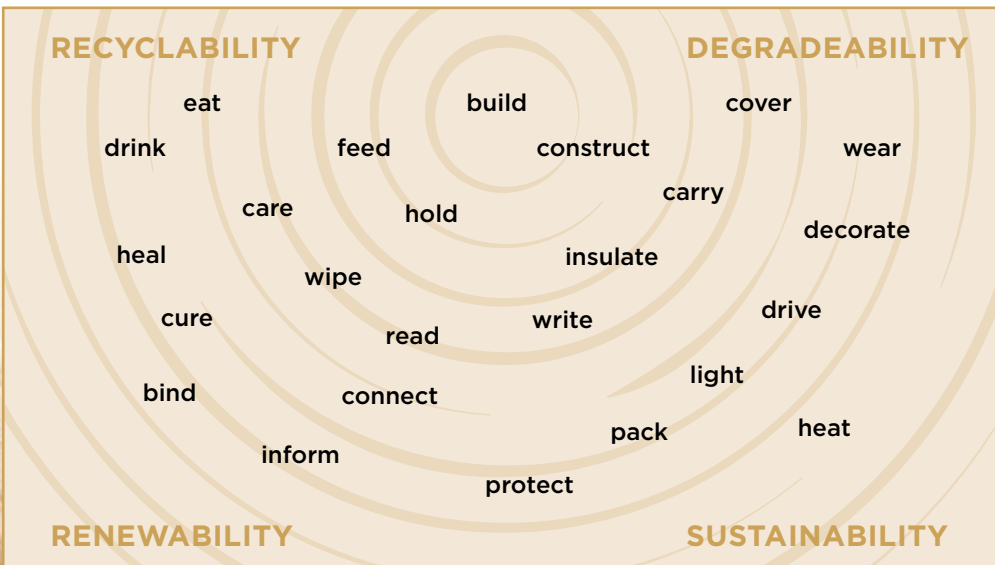 RECYCLABILITY DEGRADEABILITY
eat build cover
drink feed construct wear
carry
care hold
decorate
heal insulate
wipe
cure write drive
read
light
bind connect
pack heat
inform
protect
RENEWABILITY SUSTAINABILITY